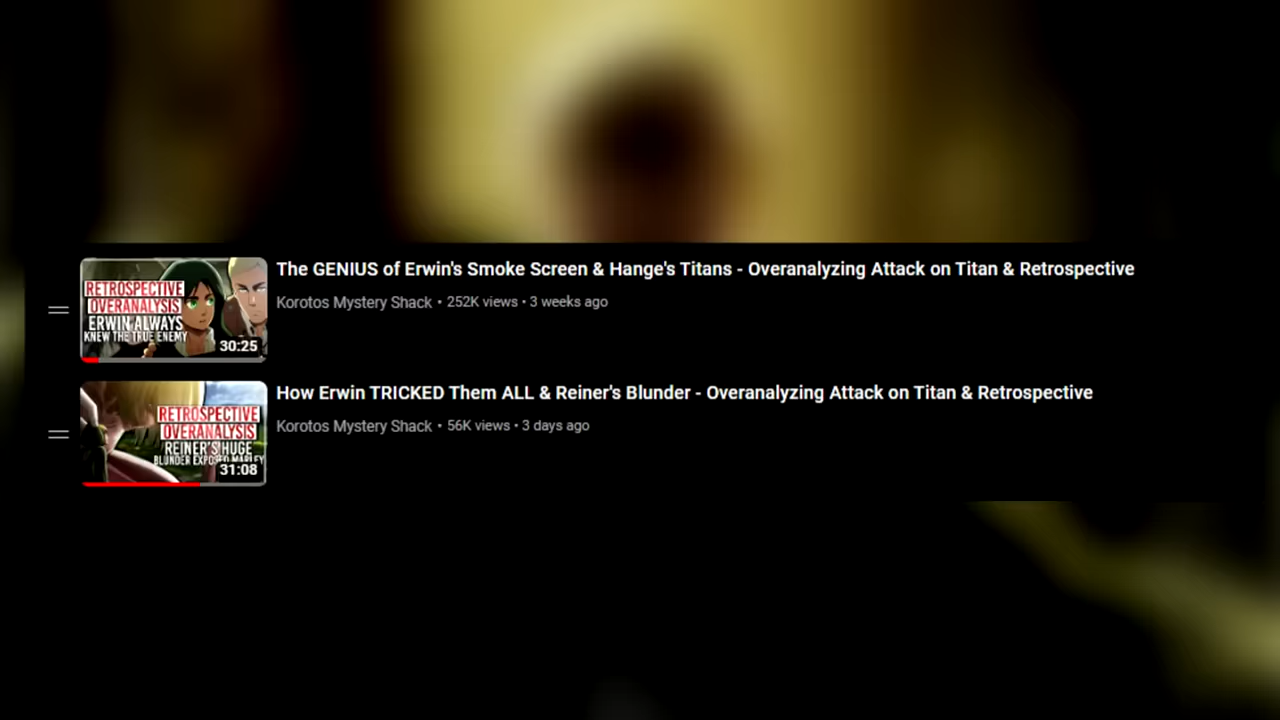 The GENIUS of Erwin's Smoke Screen & Hange's Titans - Overanalyzing Attack on Titan & Retrospective
Korotos Mystery Shack • 252K views • 3 weeks ago
RETROSPECTIVE
OVERANALYSIS
ERWIN ALWAYS
KNEW THE TRUE ENEMY
30:25
How Erwin TRICKED Them ALL & Reiner's Blunder - Overanalyzing Attack on Titan & Retrospective
Korotos Mystery Shack • 56K views • 3 days ago
RETROSPECTIVE
OVERANALYSIS
REINER'S HUGE
BLUNDER EXPOSED MARLEY
31:08